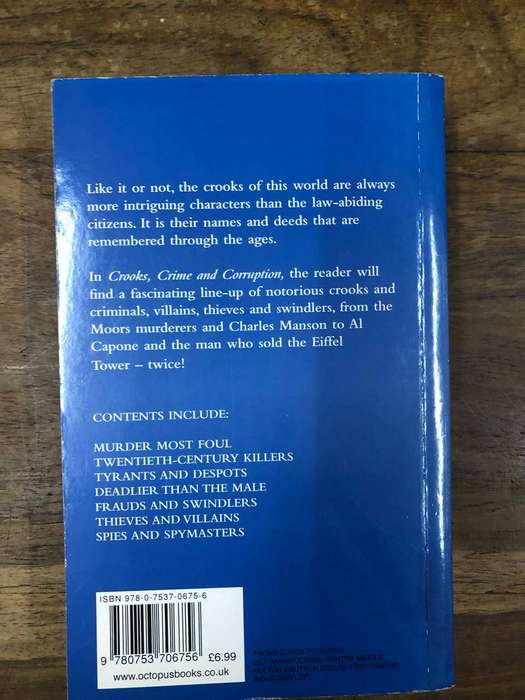 Like it or not, the crooks of this world are always
more intriguing characters than the law-abiding
citizens. It is their names and deeds that are
remembered through the ages.
In Crooks, Crime and Corruption, the reader will
find a fascinating line-up of notorious crooks and
criminals, villains, thieves and swindlers, from the
Moors murderers and Charles Manson to Al
Capone and the man who sold the Eiffel
Tower – twice!
CONTENTS INCLUDE:
MURDER MOST FOUL
TWENTIETH-CENTURY KILLERS
TYRANTS AND DESPOTS
DEADLIER THAN THE MALE
FRAUDS AND SWINDLERS
THIEVES AND VILLAINS
SPIES AND SPYMASTERS
ISBN 978-0-7537-0675-6
9 780753 706756 £6.99
www.octopusbooks.co.uk